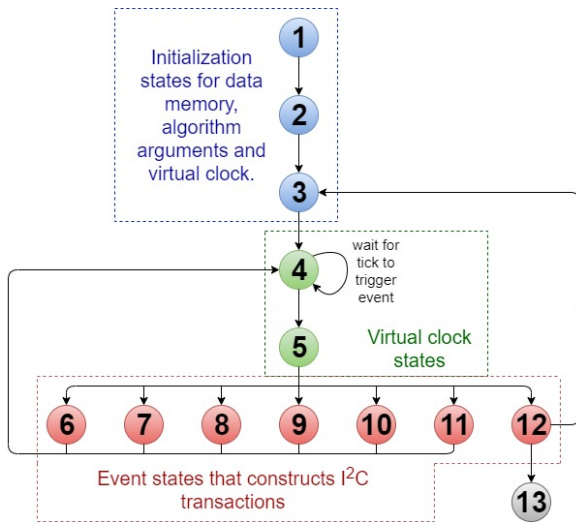 1
Initialization
states for data
memory,
algorithm
arguments and
virtual clock.
2
3
4
wait for
tick to
trigger
event
5
Virtual clock
states
6 7 8 9 10 11 12
Event states that constructs I²C
transactions
13